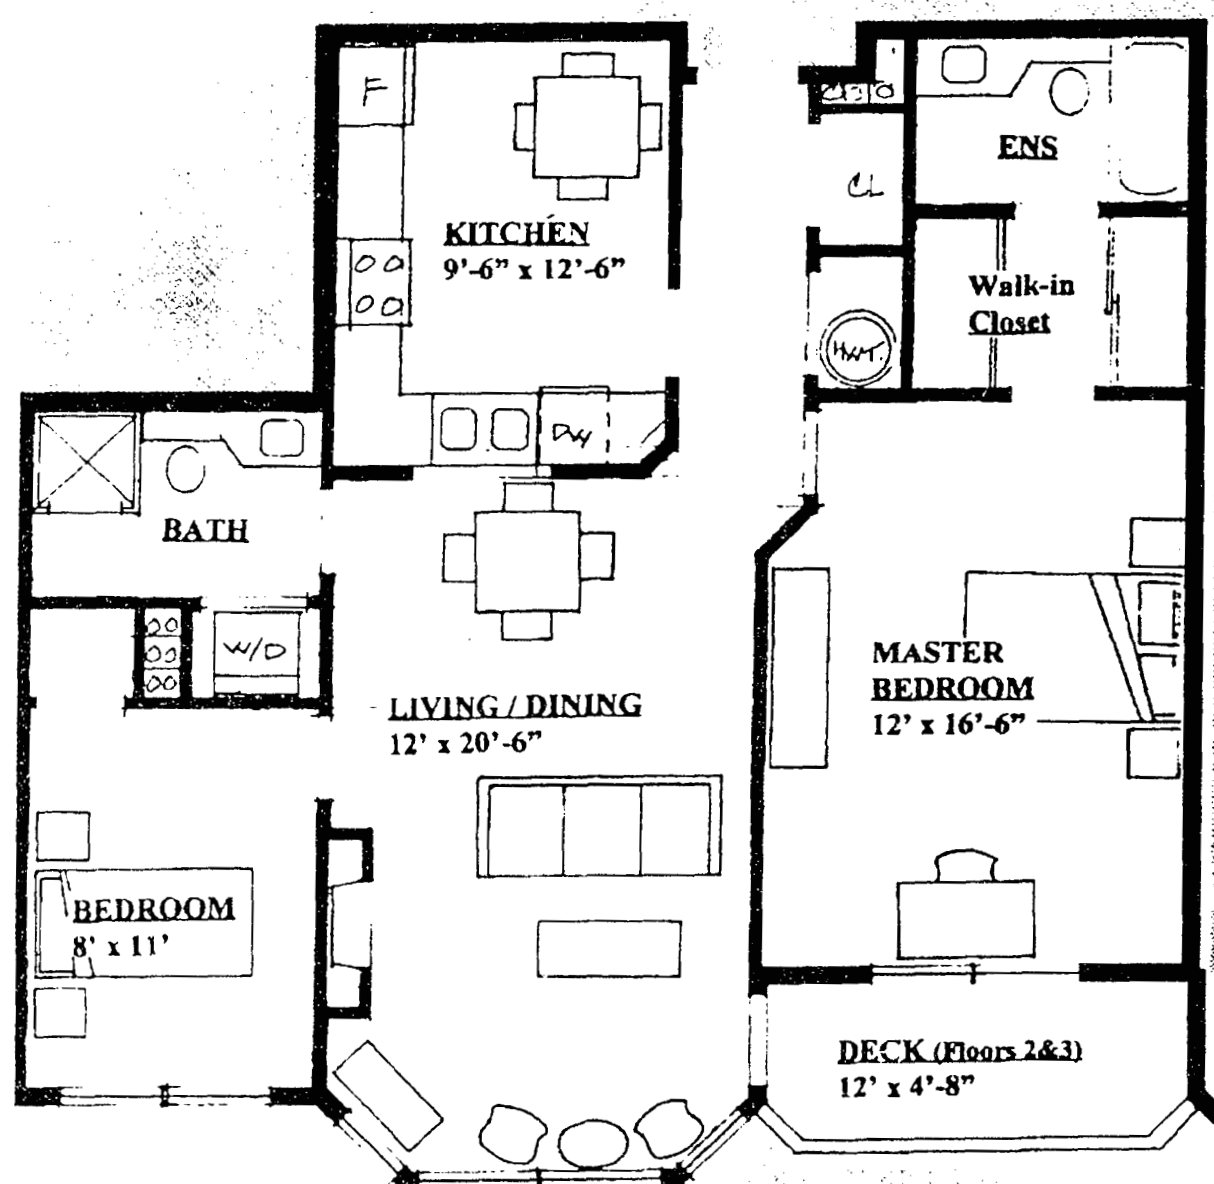 F
ENS
CL
KITCHEN
9'-6" x 12'-6"
Walk-in
Closet
HWT.
DW
BATH
W/D
MASTER
BEDROOM
12' x 16'-6"
LIVING / DINING
12' x 20'-6"
BEDROOM
8' x 11'
DECK (Floors 2&3)
12' x 4'-8"